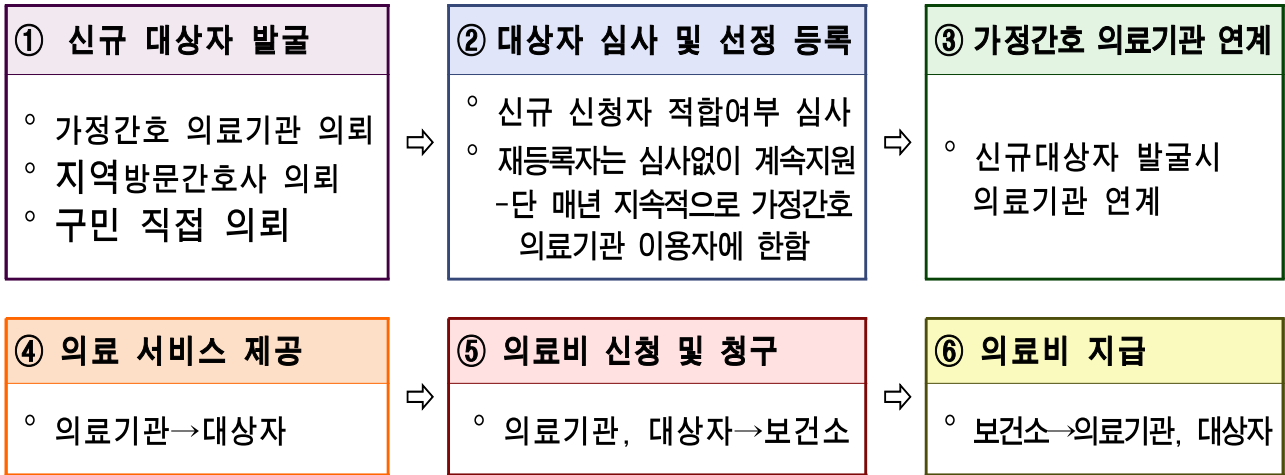 ① 신규 대상자 발굴
° 가정간호 의료기관 의뢰
° 지역방문간호사 의뢰
° 구민 직접 의뢰
⇨
② 대상자 심사 및 선정 등록
° 신규 신청자 적합여부 심사
° 재등록자는 심사없이 계속지원
-단 매년 지속적으로 가정간호
의료기관 이용자에 한함
⇨
③ 가정간호 의료기관 연계
° 신규대상자 발굴시
의료기관 연계
④ 의료 서비스 제공
° 의료기관→대상자
⇨
⑤ 의료비 신청 및 청구
° 의료기관, 대상자→보건소
⇨
⑥ 의료비 지급
° 보건소→의료기관, 대상자